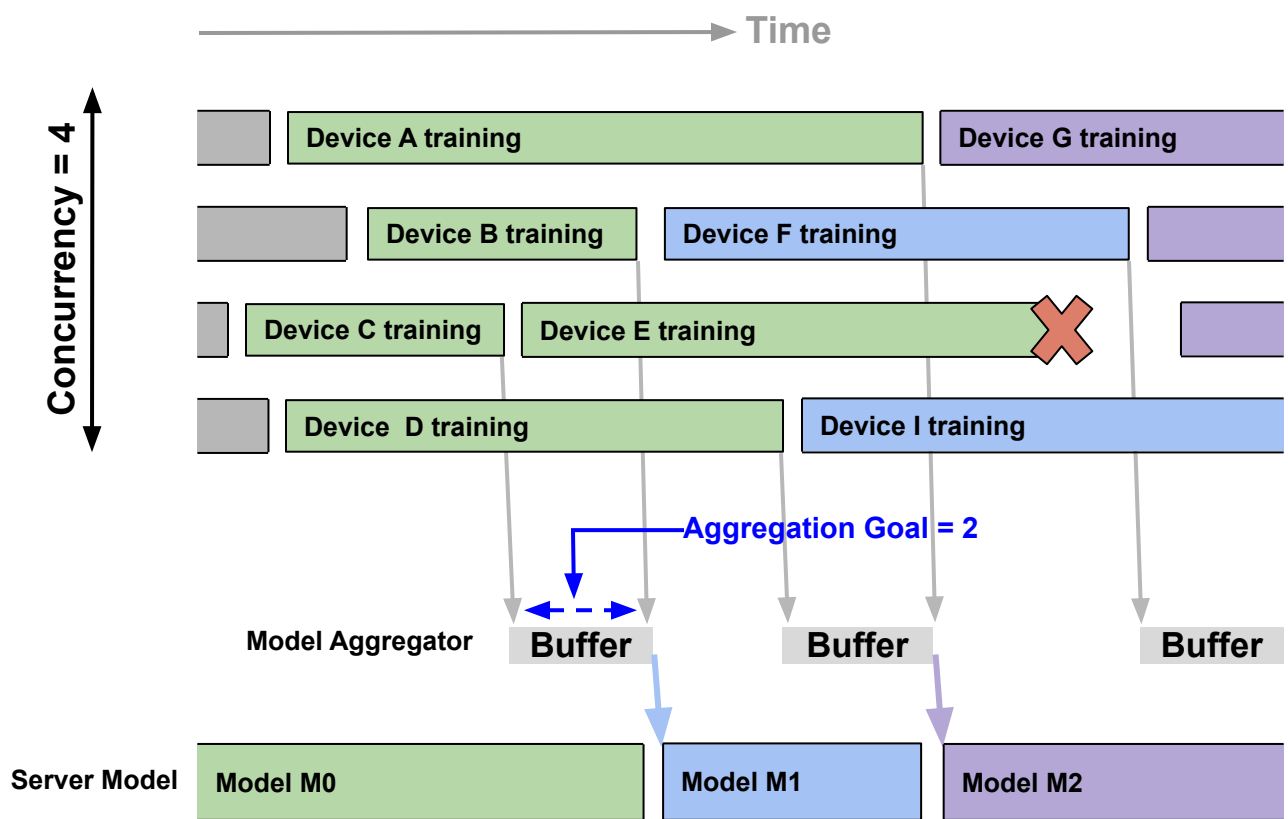 Time
Concurrency = 4
Device A training
Device G training
Device B training
Device F training
Device C training
Device E training
Device D training
Device I training
Aggregation Goal = 2
Model Aggregator
Buffer
Buffer
Buffer
Server Model
Model M0
Model M1
Model M2